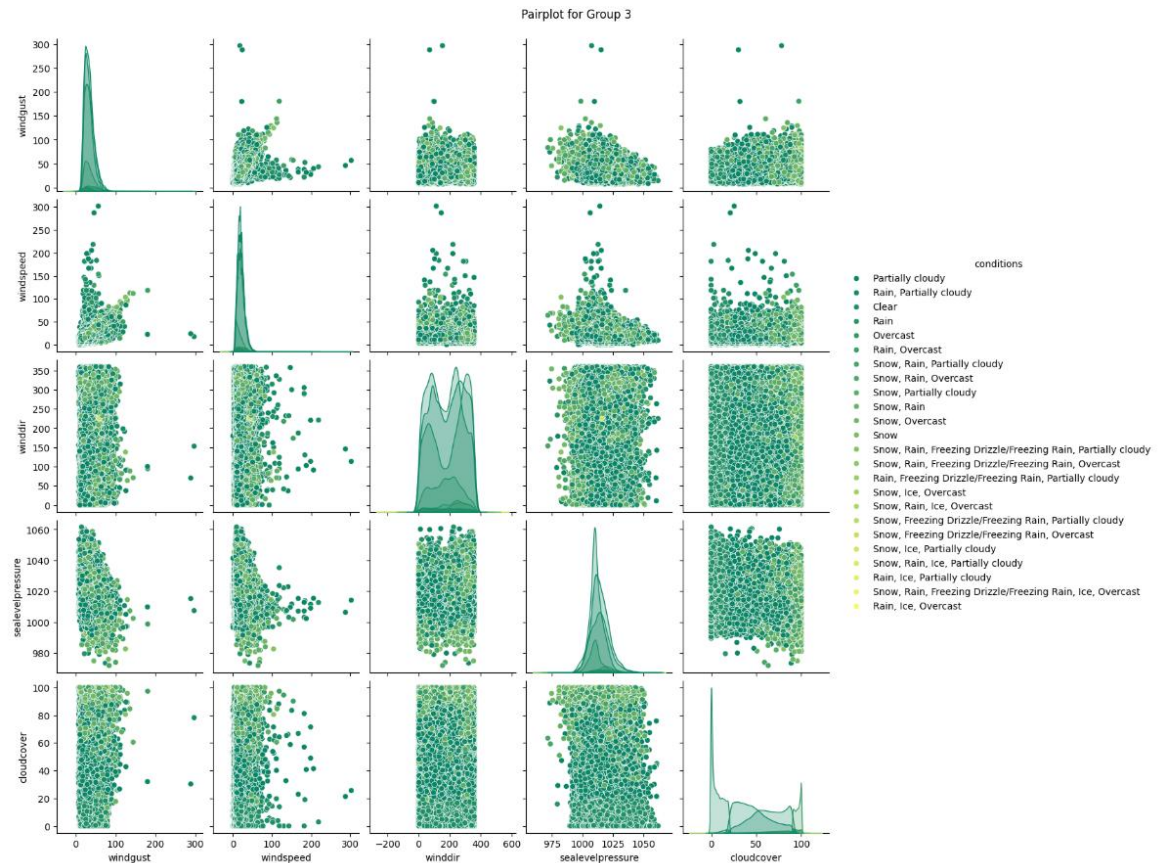 Pairplot for Group 3
300
250
200
150
100
50
0
windgust
300
250
200
150
100
50
0
windspeed
350
300
250
200
150
100
50
0
winddir
1060
1040
1020
1000
980
sealevelpressure
100
80
60
40
20
0
cloudcover
0 100 200 300
windgust
0 100 200 300
windspeed
−200 0 200 400 600
winddir
975 1000 1025 1050
sealevelpressure
0 50 100
cloudcover
conditions
Partially cloudy
Rain, Partially cloudy
Clear
Rain
Overcast
Rain, Overcast
Snow, Rain, Partially cloudy
Snow, Rain, Overcast
Snow, Partially cloudy
Snow, Rain
Snow, Overcast
Snow
Snow, Rain, Freezing Drizzle/Freezing Rain, Partially cloudy
Snow, Rain, Freezing Drizzle/Freezing Rain, Overcast
Rain, Freezing Drizzle/Freezing Rain, Partially cloudy
Snow, Ice, Overcast
Snow, Rain, Ice, Overcast
Snow, Freezing Drizzle/Freezing Rain, Partially cloudy
Snow, Freezing Drizzle/Freezing Rain, Overcast
Snow, Ice, Partially cloudy
Snow, Rain, Ice, Partially cloudy
Rain, Ice, Partially cloudy
Snow, Rain, Freezing Drizzle/Freezing Rain, Ice, Overcast
Rain, Ice, Overcast